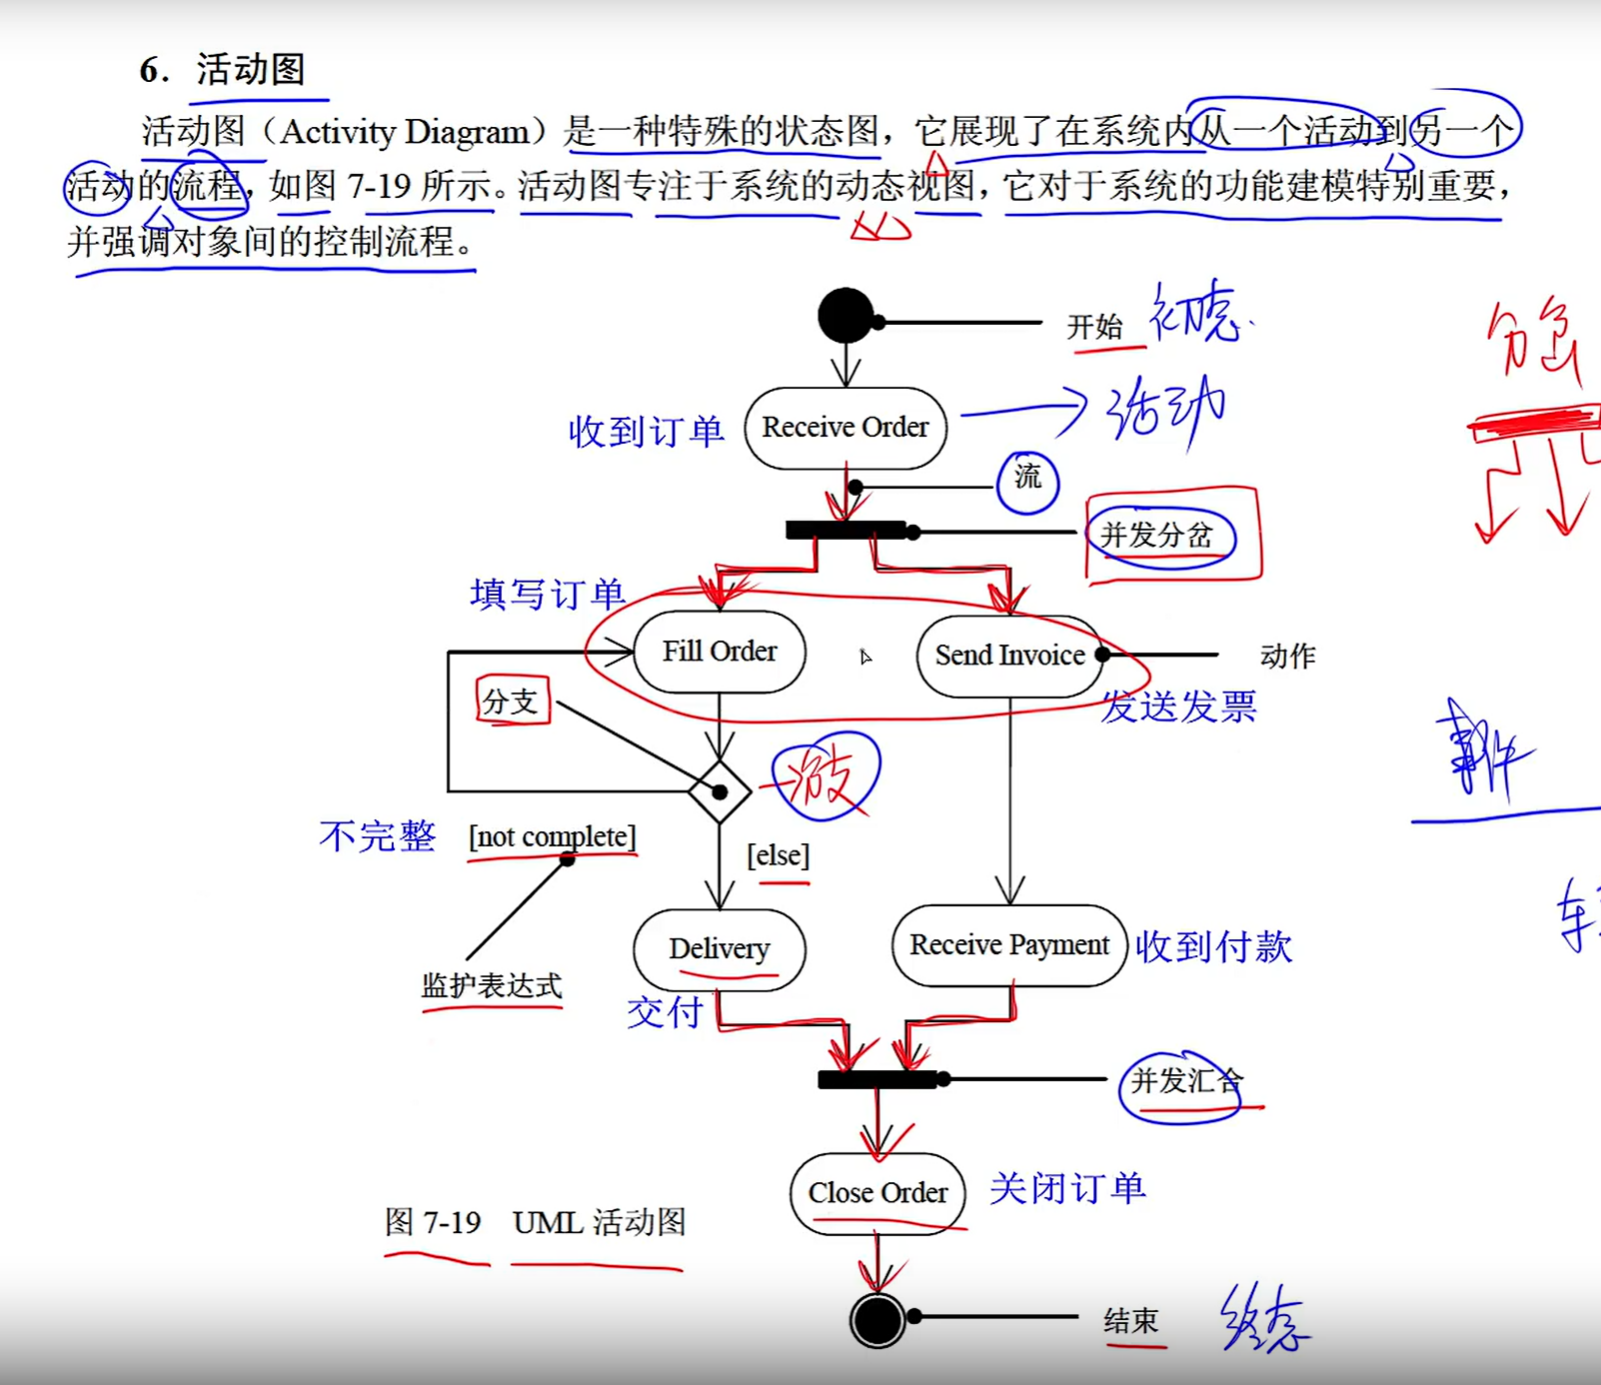 6. 活动图
活动图（Activity Diagram）是一种特殊的状态图，它展现了在系统内从一个活动到另一个
活动的流程，如图 7-19 所示。活动图专注于系统的动态视图，它对于系统的功能建模特别重要，
并强调对象间的控制流程。
开始 初态
分岔
收到订单 Receive Order 活动
流
并发分岔
填写订单
Fill Order Send Invoice 动作
分支
发送发票
事件
不完整 [not complete]
[else]
Delivery Receive Payment 收到付款
监护表达式
交付
并发汇合
Close Order 关闭订单
图 7-19 UML 活动图
结束 终态